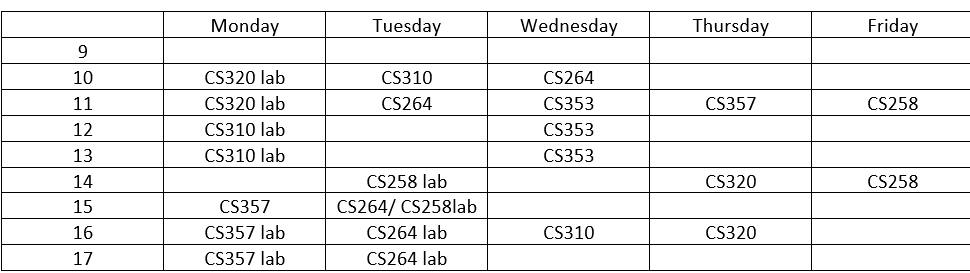 Monday Tuesday Wednesday Thursday Friday
9
10 CS320 lab CS310 CS264
11 CS320 lab CS264 CS353 CS357 CS258
12 CS310 lab CS353
13 CS310 lab CS353
14 CS258 lab CS320 CS258
15 CS357 CS264/ CS258lab
16 CS357 lab CS264 lab CS310 CS320
17 CS357 lab CS264 lab